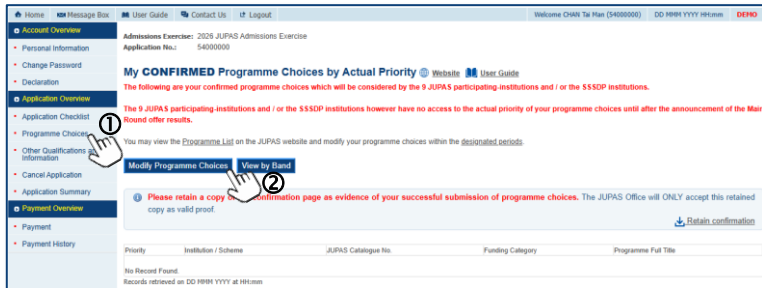 Home NEW Message Box User Guide Contact Us Logout Welcome CHAN Tai Man (54000000) DD MMM YYYY HH:mm DEMO
Account Overview
Personal Information
Change Password
Declaration
Application Overview
Application Checklist
Programme Choices
Other Qualifications
Information
Cancel Application
Application Summary
Payment Overview
Payment
Payment History
①
Admissions Exercise: 2026 JUPAS Admissions Exercise
Application No.: 54000000
My CONFIRMED Programme Choices by Actual Priority Website User Guide
The following are your confirmed programme choices which will be considered by the 9 JUPAS participating-institutions and / or the SSSDP institutions.
The 9 JUPAS participating-institutions and / or the SSSDP institutions however have no access to the actual priority of your programme choices until after the announcement of the Main
Round offer results.
You may view the Programme List on the JUPAS website and modify your programme choices within the designated periods.
Modify Programme Choices View by Band
②
Please retain a copy of confirmation page as evidence of your successful submission of programme choices. The JUPAS Office will ONLY accept this retained
copy as valid proof.
Retain confirmation
Priority Institution / Scheme JUPAS Catalogue No. Funding Category Programme Full Title
No Record Found.
Records retrieved on DD MMM YYYY at HH:mm